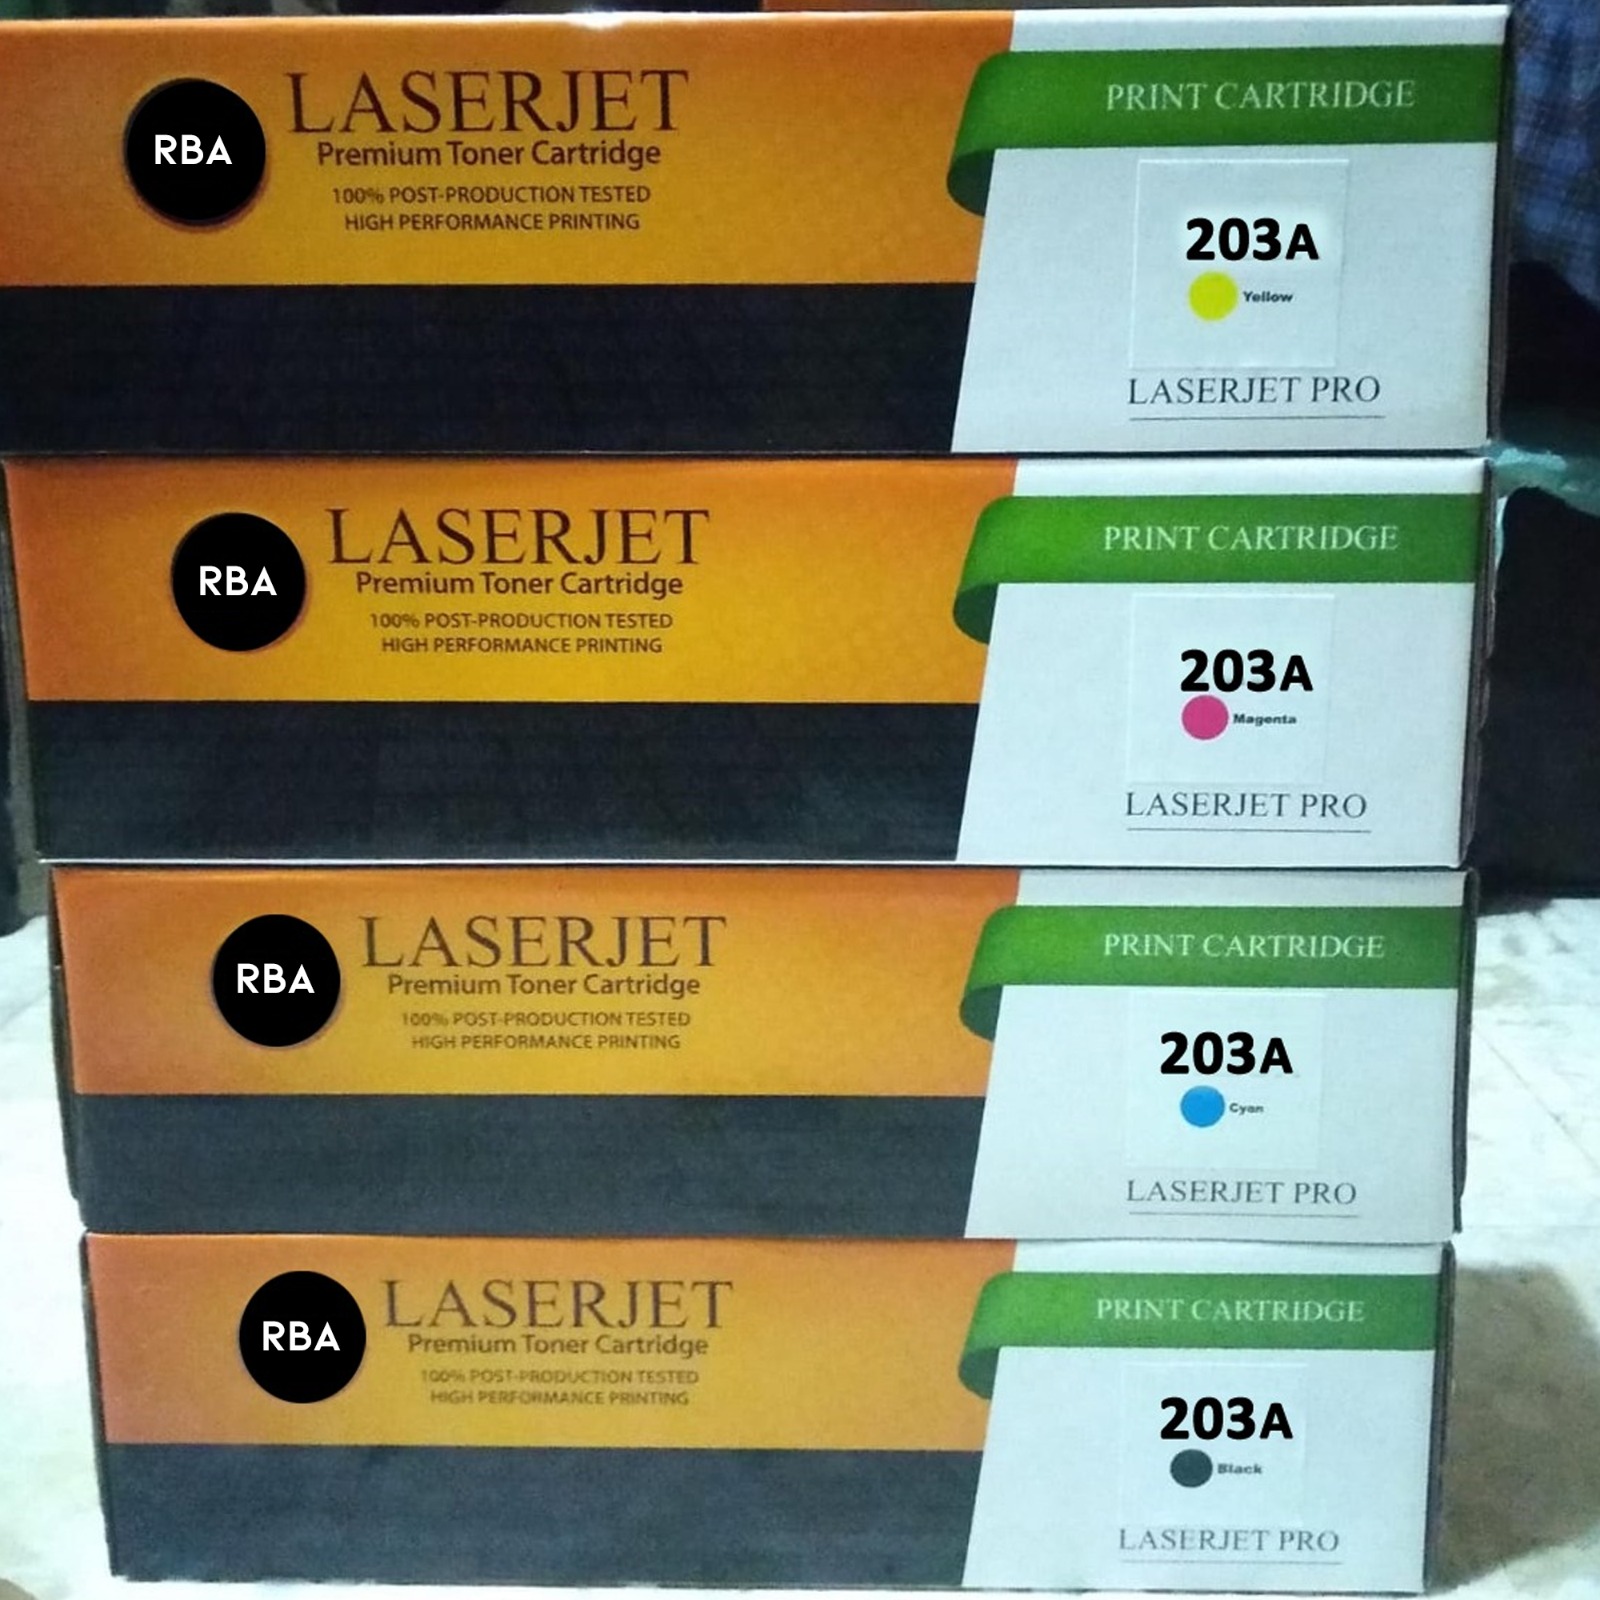 RBA
LASERJET
Premium Toner Cartridge
100% POST-PRODUCTION TESTED
HIGH PERFORMANCE PRINTING
PRINT CARTRIDGE
203A
Yellow
LASERJET PRO
RBA
LASERJET
Premium Toner Cartridge
100% POST-PRODUCTION TESTED
HIGH PERFORMANCE PRINTING
PRINT CARTRIDGE
203A
Magenta
LASERJET PRO
RBA
LASERJET
Premium Toner Cartridge
100% POST-PRODUCTION TESTED
HIGH PERFORMANCE PRINTING
PRINT CARTRIDGE
203A
Cyan
LASERJET PRO
RBA
LASERJET
Premium Toner Cartridge
100% POST-PRODUCTION TESTED
HIGH PERFORMANCE PRINTING
PRINT CARTRIDGE
203A
Black
LASERJET PRO